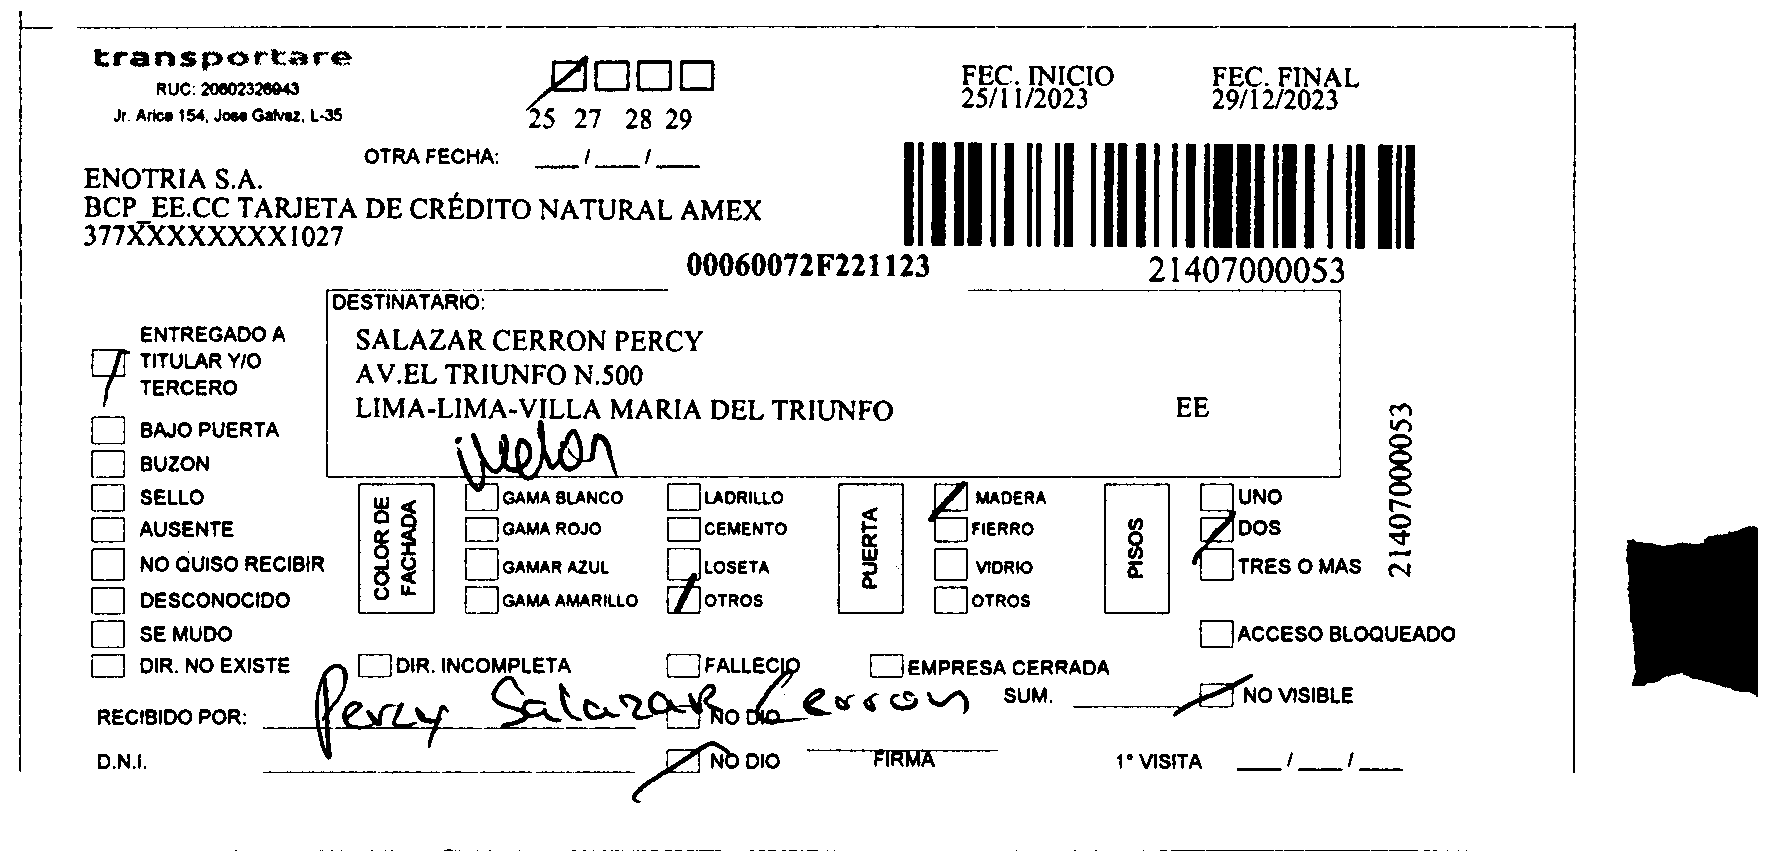 transportare
RUC: 20602326943
Jr. Arica 154, Jose Galvez, L-35
25 27 28 29
OTRA FECHA: ___/___/___
FEC. INICIO
25/11/2023
FEC. FINAL
29/12/2023
ENOTRIA S.A.
BCP_EE.CC TARJETA DE CRÉDITO NATURAL AMEX
377XXXXXXXX1027
00060072F221123
21407000053
DESTINATARIO:
SALAZAR CERRON PERCY
AV.EL TRIUNFO N.500
LIMA-LIMA-VILLA MARIA DEL TRIUNFO EE
21407000053
ENTREGADO A
TITULAR Y/O
TERCERO
BAJO PUERTA
BUZON
SELLO
AUSENTE
NO QUISO RECIBIR
DESCONOCIDO
SE MUDO
DIR. NO EXISTE
COLOR DE
FACHADA
GAMA BLANCO
GAMA ROJO
GAMAR AZUL
GAMA AMARILLO
LADRILLO
CEMENTO
LOSETA
OTROS
PUERTA
MADERA
FIERRO
VIDRIO
OTROS
PISOS
UNO
DOS
TRES O MAS
ACCESO BLOQUEADO
DIR. INCOMPLETA
FALLECIO
EMPRESA CERRADA
SUM. NO VISIBLE
RECIBIDO POR: Percy Salazar Cerron
NO DIO
D.N.I.
NO DIO
FIRMA
1° VISITA ___/___/___